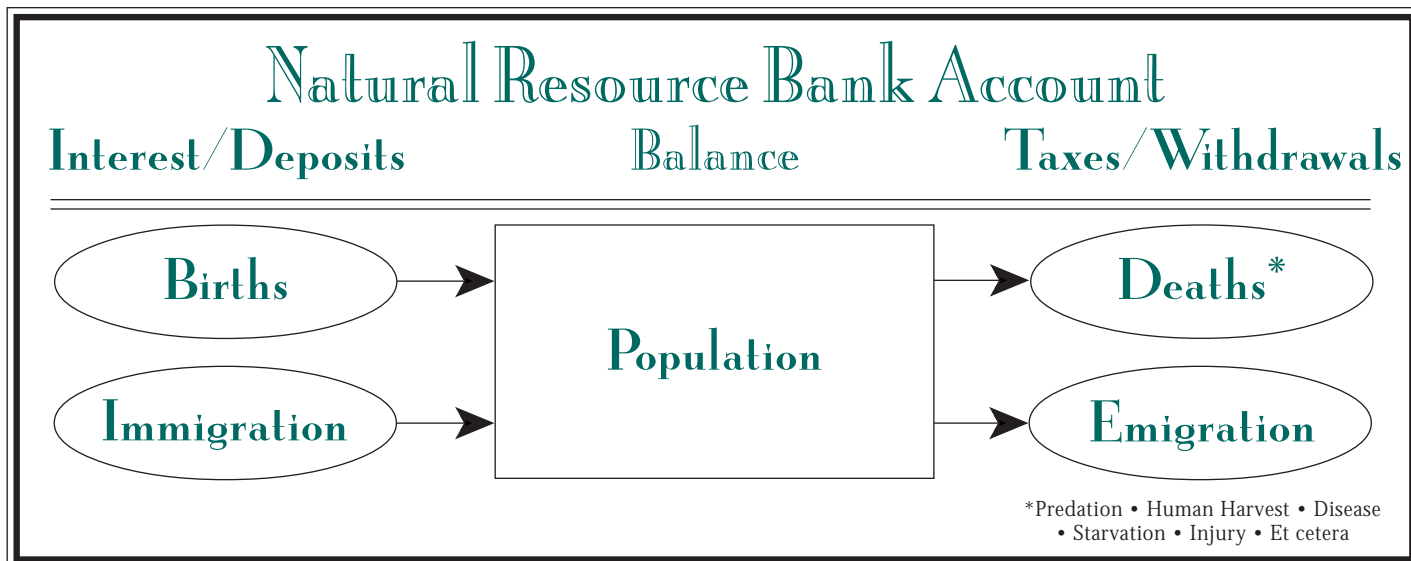 Natural Resource Bank Account
Interest/Deposits Balance Taxes/Withdrawals
Births Deaths*
Population
Immigration Emigration
*Predation • Human Harvest • Disease
• Starvation • Injury • Et cetera